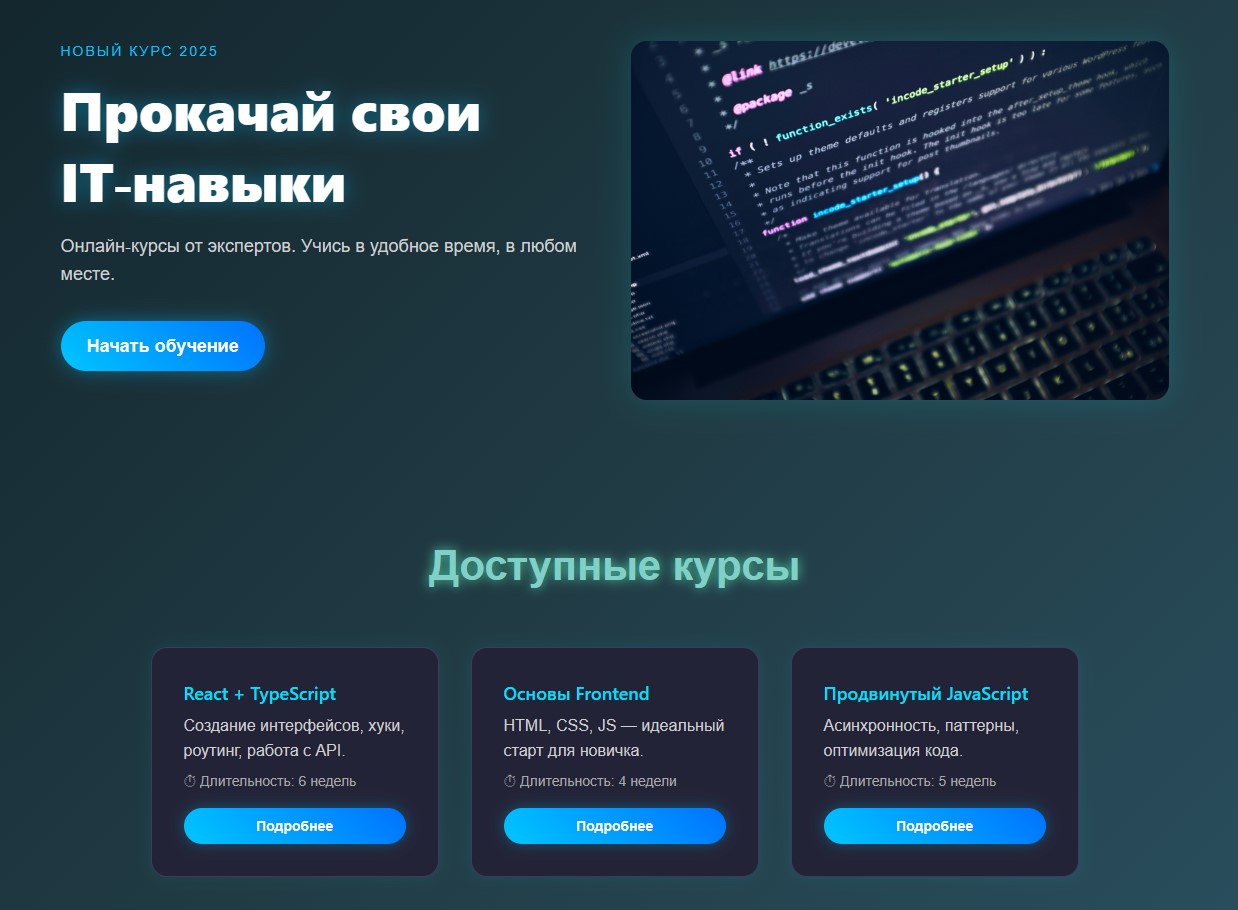 НОВЫЙ КУРС 2025
Прокачай свои
IT-навыки
Онлайн-курсы от экспертов. Учись в удобное время, в любом
месте.
Начать обучение
* @link https://
* @package _s
*/
if ( ! function_exists( 'incode_starter_setup' ) ) :
/**
* Sets up theme defaults and registers support for various WordPress
*
* Note that this function is hooked into the after_setup_theme hook, which
* runs before the init hook. The init hook is too late for some features, such
* as indicating support for post thumbnails.
*/
function incode_starter_setup() {
Доступные курсы
React + TypeScript
Создание интерфейсов, хуки,
роутинг, работа с API.
⏱ Длительность: 6 недель
Подробнее
Основы Frontend
HTML, CSS, JS — идеальный
старт для новичка.
⏱ Длительность: 4 недели
Подробнее
Продвинутый JavaScript
Асинхронность, паттерны,
оптимизация кода.
⏱ Длительность: 5 недель
Подробнее